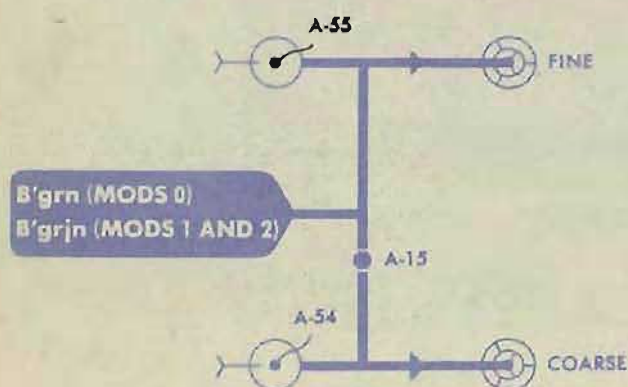 A-55
FINE
B'grn (MODS 0)
B'grjn (MODS 1 AND 2)
A-15
A-54
COARSE